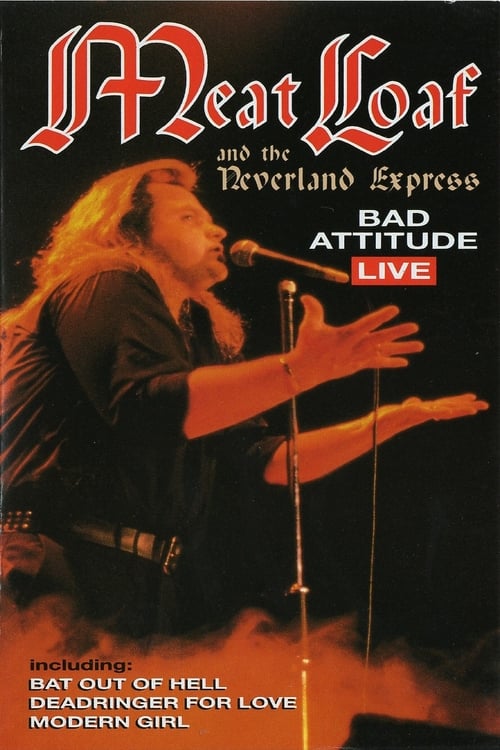 Meat Loaf
and the
Neverland Express
BAD
ATTITUDE
LIVE
including:
BAT OUT OF HELL
DEADRINGER FOR LOVE
MODERN GIRL